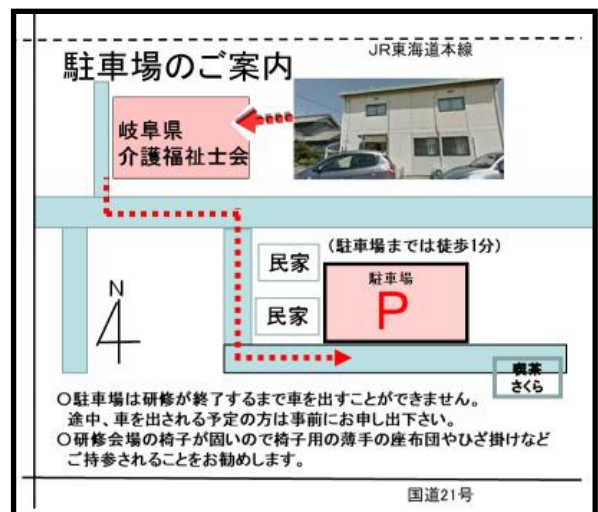 JR東海道本線
駐車場のご案内
岐阜県
介護福祉士会
(駐車場までは徒歩1分)
民家
駐車場
P
N
民家
喫茶
さくら
○駐車場は研修が終了するまで車を出すことができません。
途中、車を出される予定の方は事前にお申し出下さい。
○研修会場の椅子が固いので椅子用の薄手の座布団やひざ掛けなど
ご持参されることをお勧めします。
国道21号